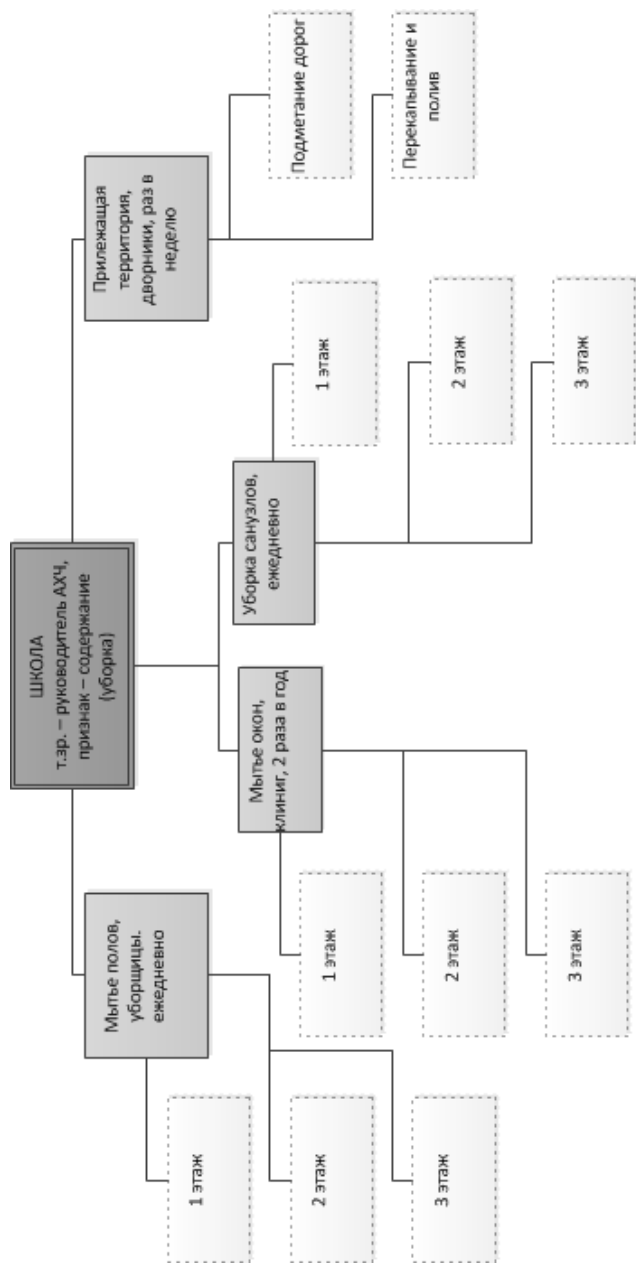 ШКОЛА
т.зр. – руководитель АХЧ,
признак – содержание
(уборка)
Мытье полов,
уборщицы.
ежедневно
1 этаж
2 этаж
3 этаж
Мытье окон,
клиниг, 2 раза в год
1 этаж
2 этаж
3 этаж
Уборка санузлов,
ежедневно
1 этаж
2 этаж
3 этаж
Прилежащая
территория,
дворники, раз в
неделю
Подметание дорог
Перекапывание и
полив